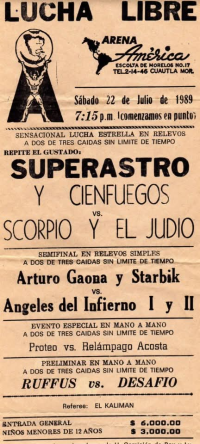 LUCHA LIBRE
ARENA
América
ESCOLTA DE MORELOS NO.17
TEL.2-14-46 CUAUTLA MOR.
Sábado 22 de Julio de 1989
7:15 p.m. (comenzamos en punto)
SENSACIONAL LUCHA ESTRELLA EN RELEVOS
A DOS DE TRES CAIDAS SIN LIMITE DE TIEMPO
REPITE EL GUSTADO:
SUPERASTRO
Y CIENFUEGOS
vs.
SCORPIO Y EL JUDIO
SEMIFINAL EN RELEVOS SIMPLES
A DOS DE TRES CAIDAS SIN LIMITE DE TIEMPO
Arturo Gaona y Starbik
vs.
Angeles del Infierno I y II
EVENTO ESPECIAL EN MANO A MANO
A DOS DE TRES CAIDAS SIN LIMITE DE TIEMPO
Proteo vs. Relámpago Acosta
PRELIMINAR EN MANO A MANO
A DOS DE TRES CAIDAS SIN LIMITE DE TIEMPO
RUFFUS vs. DESAFIO
Referee: EL KALIMAN
ENTRADA GENERAL $ 6,000.00
NIÑOS MENORES DE 12 AÑOS $ 3,000.00